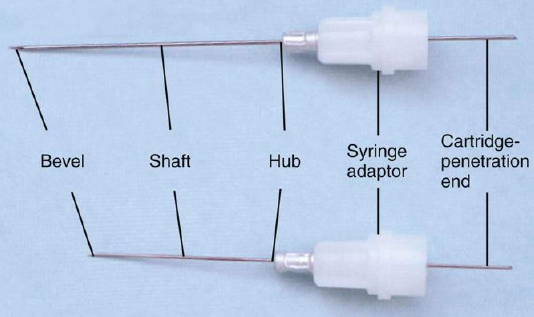 Bevel
Shaft
Hub
Syringe
adaptor
Cartridge-
penetration
end